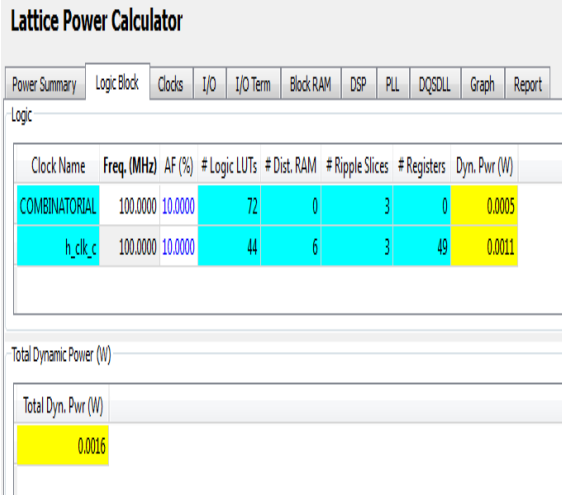 Lattice Power Calculator
Power Summary Logic Block Clocks I/O I/O Term Block RAM DSP PLL DQSDLL Graph Report
Logic
Clock Name Freq. (MHz) AF (%) # Logic LUTs # Dist. RAM # Ripple Slices # Registers Dyn. Pwr (W)
COMBINATORIAL 100.0000 10.0000 72 0 3 0 0.0005
h_clk_c 100.0000 10.0000 44 6 3 49 0.0011
Total Dynamic Power (W)
Total Dyn. Pwr (W)
0.0016